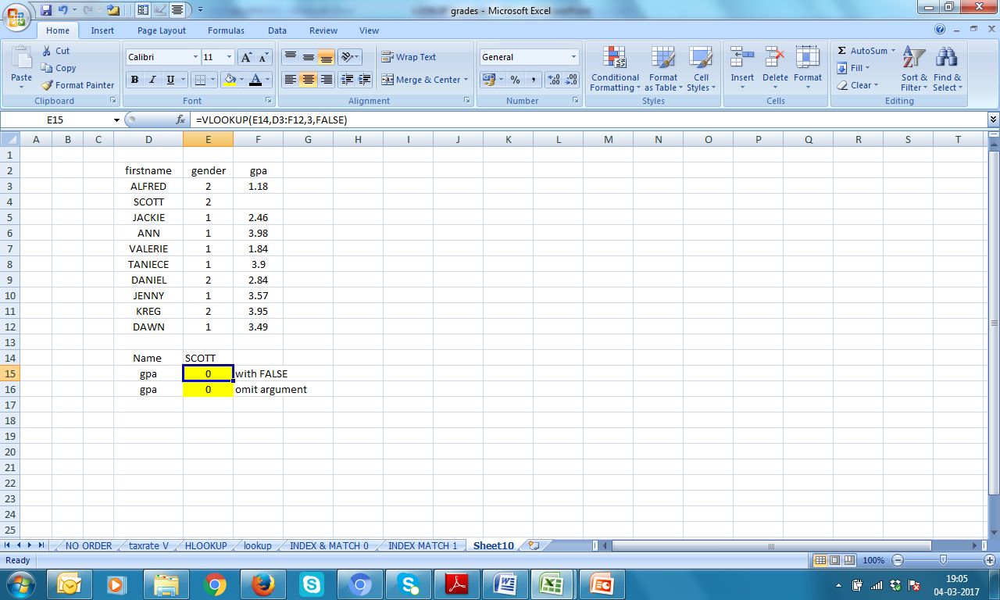 grades - Microsoft Excel
Home Insert Page Layout Formulas Data Review View
Paste
Cut
Copy
Format Painter
Clipboard
Calibri 11
B I U
Font
Wrap Text
Merge & Center
Alignment
General
%
Number
Conditional Formatting
Format as Table
Cell Styles
Styles
Insert Delete Format
Cells
Σ AutoSum
Fill
Clear
Sort & Filter
Find & Select
Editing
E15 fx =VLOOKUP(E14,D3:F12,3,FALSE)
A B C D E F G H I J K L M N O P Q R S T
1
2 firstname gender gpa
3 ALFRED 2 1.18
4 SCOTT 2
5 JACKIE 1 2.46
6 ANN 1 3.98
7 VALERIE 1 1.84
8 TANIECE 1 3.9
9 DANIEL 2 2.84
10 JENNY 1 3.57
11 KREG 2 3.95
12 DAWN 1 3.49
13
14 Name SCOTT
15 gpa 0 with FALSE
16 gpa 0 omit argument
17
18
19
20
21
22
23
24
25
NO ORDER taxrate V HLOOKUP lookup INDEX & MATCH 0 INDEX MATCH 1 Sheet10
Ready 100%
19:05
04-03-2017